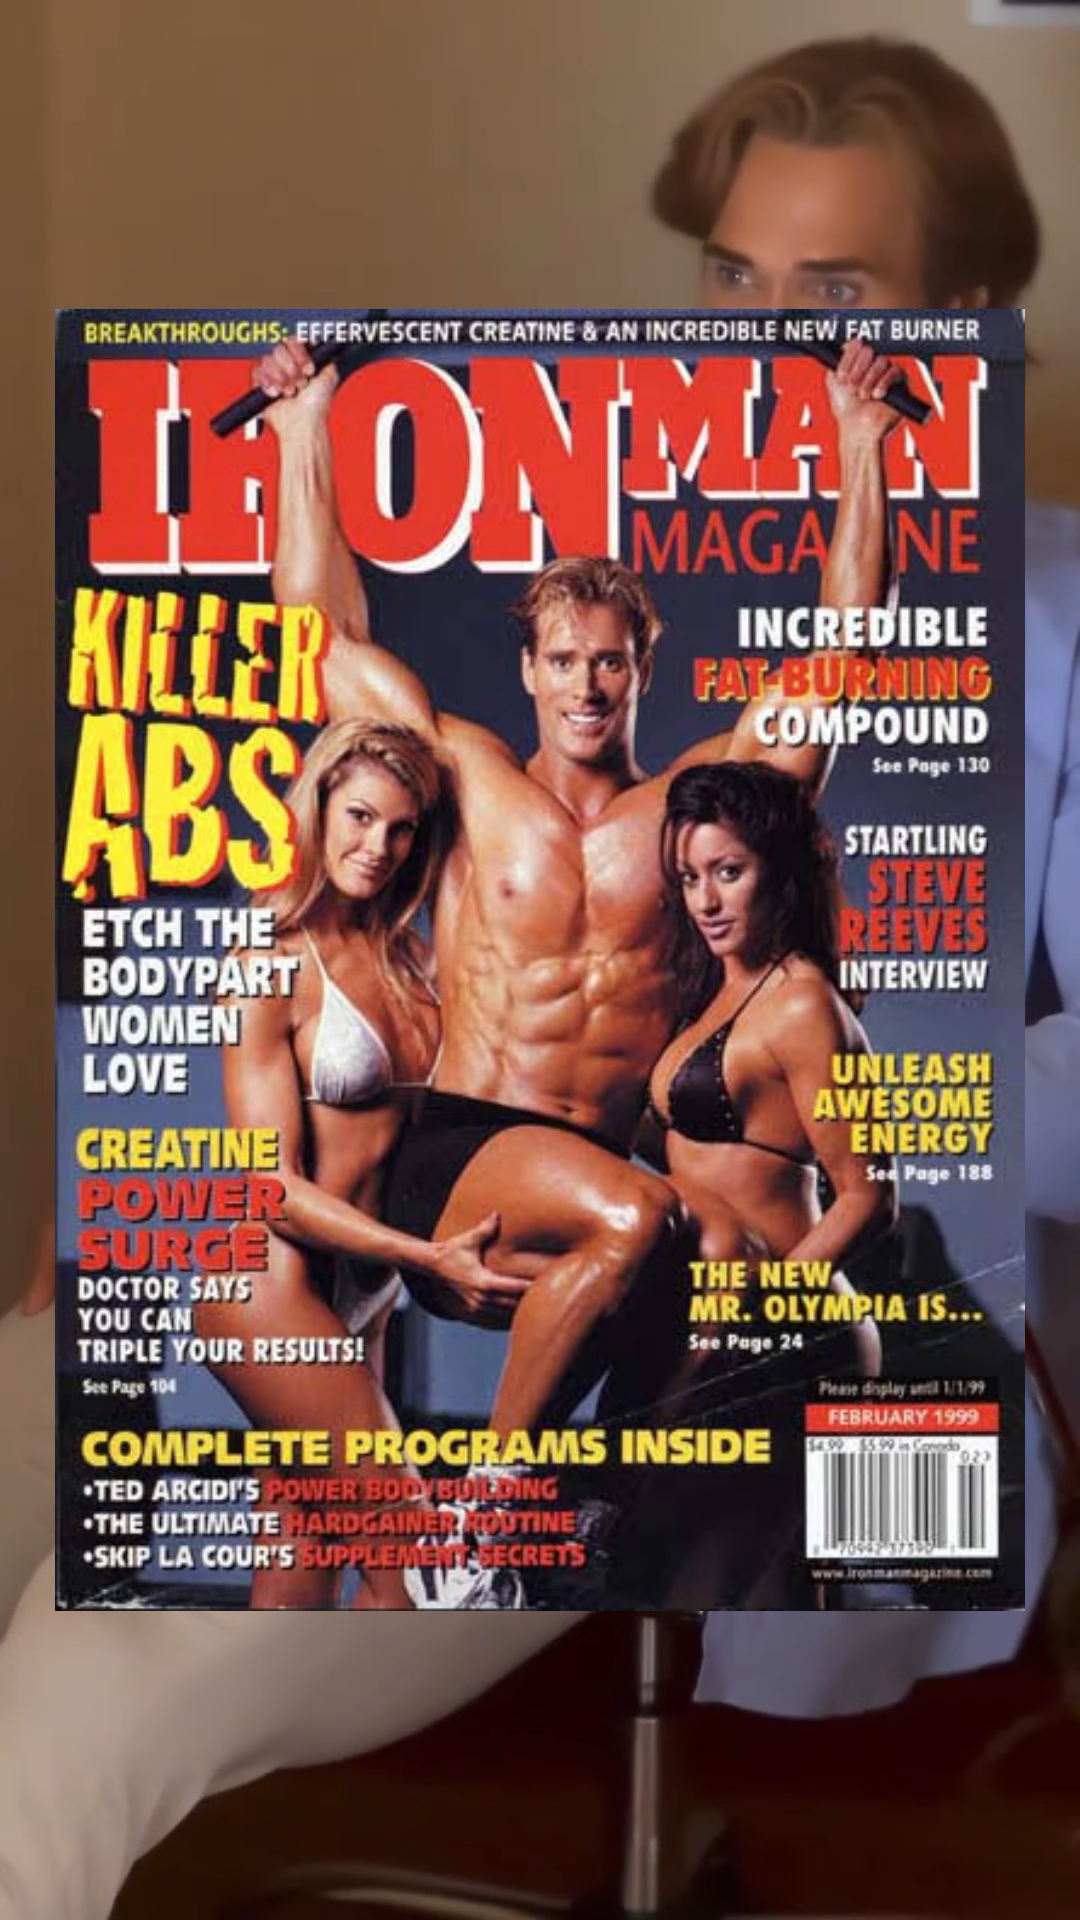 BREAKTHROUGHS: EFFERVESCENT CREATINE & AN INCREDIBLE NEW FAT BURNER
IRONMAN
MAGAZINE
KILLER
ABS
ETCH THE
BODYPART
WOMEN
LOVE
CREATINE
POWER
SURGE
DOCTOR SAYS
YOU CAN
TRIPLE YOUR RESULTS!
See Page 104
INCREDIBLE
FAT-BURNING
COMPOUND
See Page 130
STARTLING
STEVE
REEVES
INTERVIEW
UNLEASH
AWESOME
ENERGY
See Page 188
THE NEW
MR. OLYMPIA IS...
See Page 24
COMPLETE PROGRAMS INSIDE
•TED ARCIDI'S POWER BODYBUILDING
•THE ULTIMATE HARDGAINER ROUTINE
•SKIP LA COUR'S SUPPLEMENT SECRETS
Please display until 1/1/99
FEBRUARY 1999
$4.99 $5.99 in Canada
www.ironmanmagazine.com